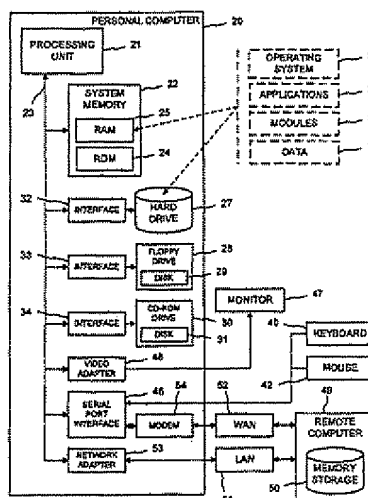 PERSONAL COMPUTER
20
PROCESSING UNIT
21
23
SYSTEM MEMORY
22
25
RAM
ROM
24
OPERATING SYSTEM
APPLICATIONS
MODULES
DATA
32
INTERFACE
HARD DRIVE
27
33
INTERFACE
FLOPPY DRIVE
28
DISK
29
34
INTERFACE
CD-ROM DRIVE
30
DISK
31
MONITOR
47
40
KEYBOARD
VIDEO ADAPTER
48
MOUSE
42
46
SERIAL PORT INTERFACE
54
MODEM
52
WAN
49
REMOTE COMPUTER
NETWORK ADAPTER
53
LAN
MEMORY STORAGE
50